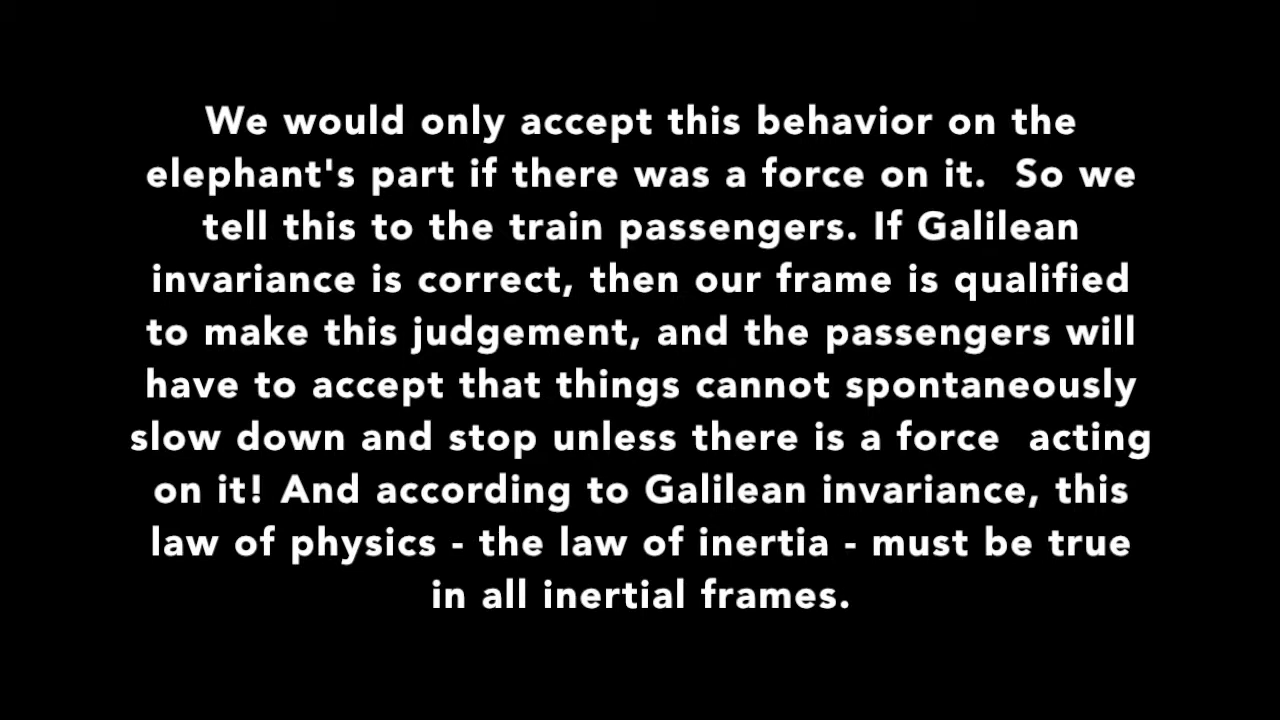 We would only accept this behavior on the
elephant's part if there was a force on it.  So we
tell this to the train passengers. If Galilean
invariance is correct, then our frame is qualified
to make this judgement, and the passengers will
have to accept that things cannot spontaneously
slow down and stop unless there is a force  acting
on it! And according to Galilean invariance, this
law of physics - the law of inertia - must be true
in all inertial frames.